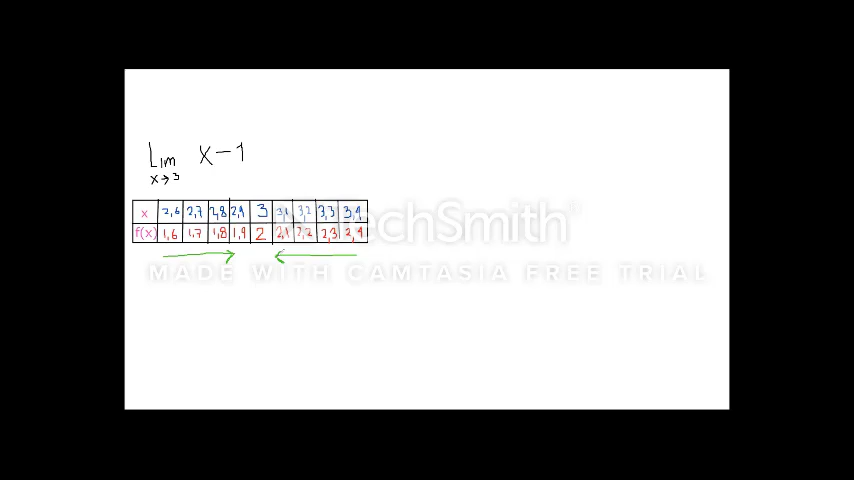 Lim x-1
x→3
x 2,6 2,7 2,8 2,9 3 3,1 3,2 3,3 3,4
f(x) 1,6 1,7 1,8 1,9 2 2,1 2,2 2,3 2,4
TechSmith
MADE WITH CAMTASIA FREE TRIAL